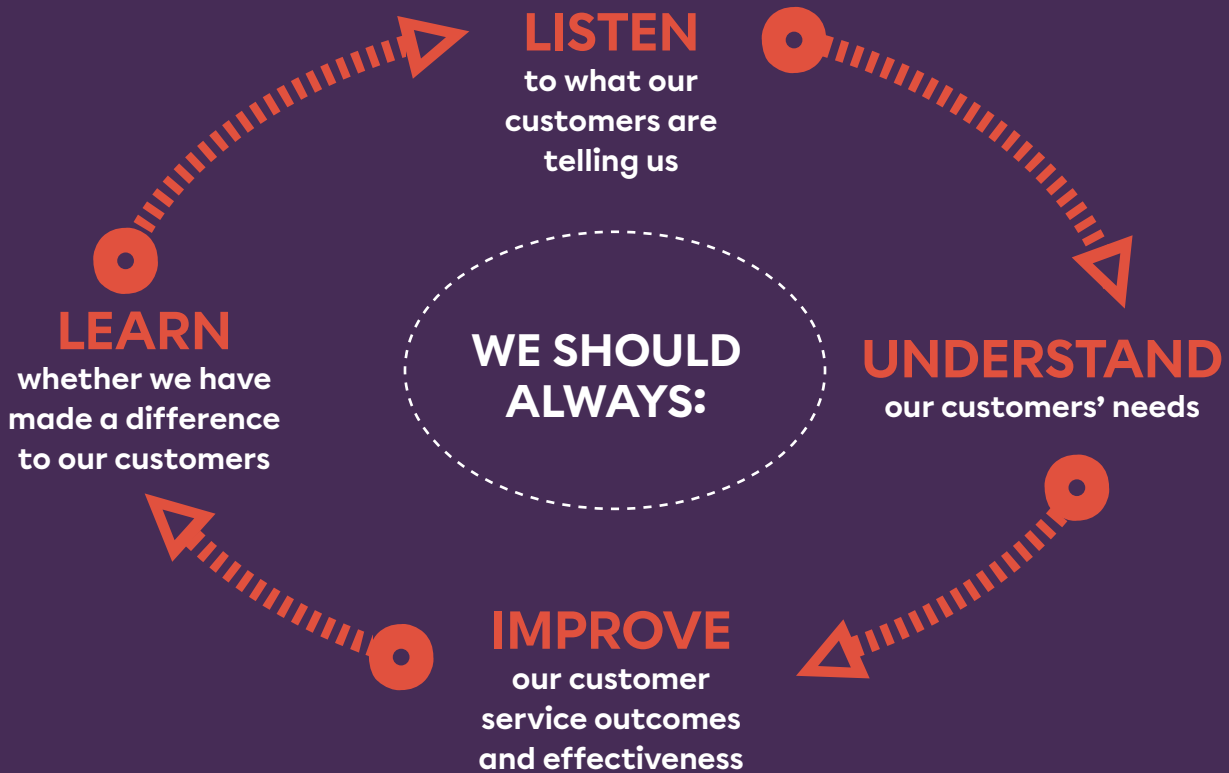 LISTEN
to what our
customers are
telling us
LEARN
whether we have
made a difference
to our customers
WE SHOULD
ALWAYS:
UNDERSTAND
our customers’ needs
IMPROVE
our customer
service outcomes
and effectiveness